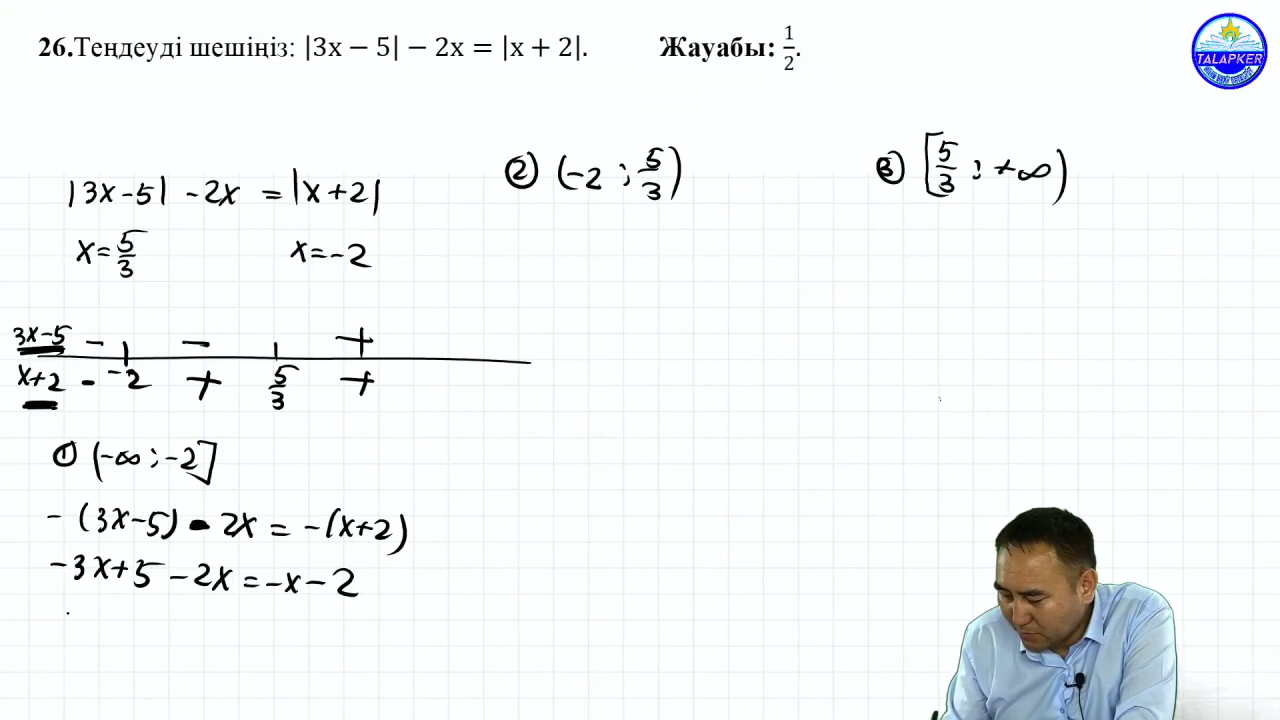 26.Теңдеуді шешіңіз: |3x − 5| − 2x = |x + 2|. Жауабы: 1/2.
TALAPKER
|3x-5| -2x = |x+2|
x=5/3 x=-2
3x-5 - - +
x+2 - -2 + 5/3 +
① (-∞ ; -2]
- (3x-5) - 2x = -(x+2)
-3x+5 -2x = -x-2
② (-2 ; 5/3)
③ [5/3 ; +∞)